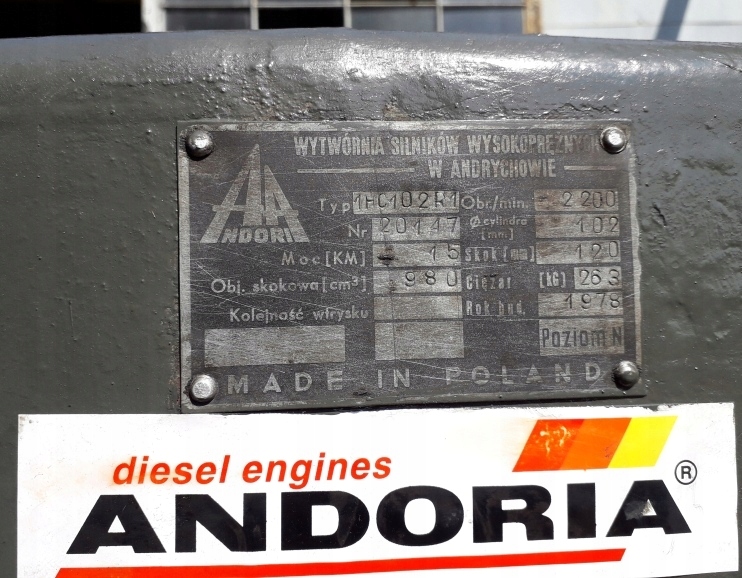 WYTWÓRNIA SILNIKÓW WYSOKOPRĘŻNYCH
W ANDRYCHOWIE
ANDORIA
Typ 1HC102R1 Obr./min. 2200
Nr 20147 Ø cylindra [mm] 102
Moc [KM] 15 Skok [mm] 120
Obj. skokowa [cm³] 980 Ciężar [kG] 263
Kolejność wtrysku Rok bud. 1978
Poziom N
MADE IN POLAND
diesel engines
ANDORIA ®